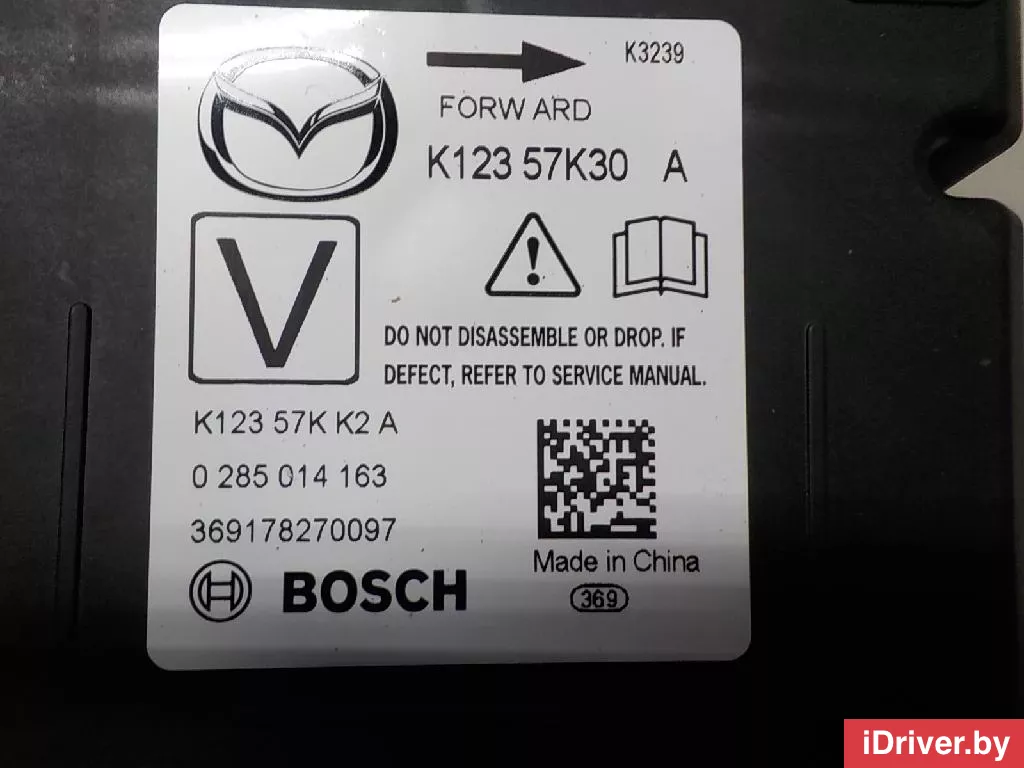 K3239
FORWARD
K123 57K30 A
V
DO NOT DISASSEMBLE OR DROP. IF
DEFECT, REFER TO SERVICE MANUAL.
K123 57K K2 A
0 285 014 163
369178270097
Made in China
BOSCH
369
iDriver.by